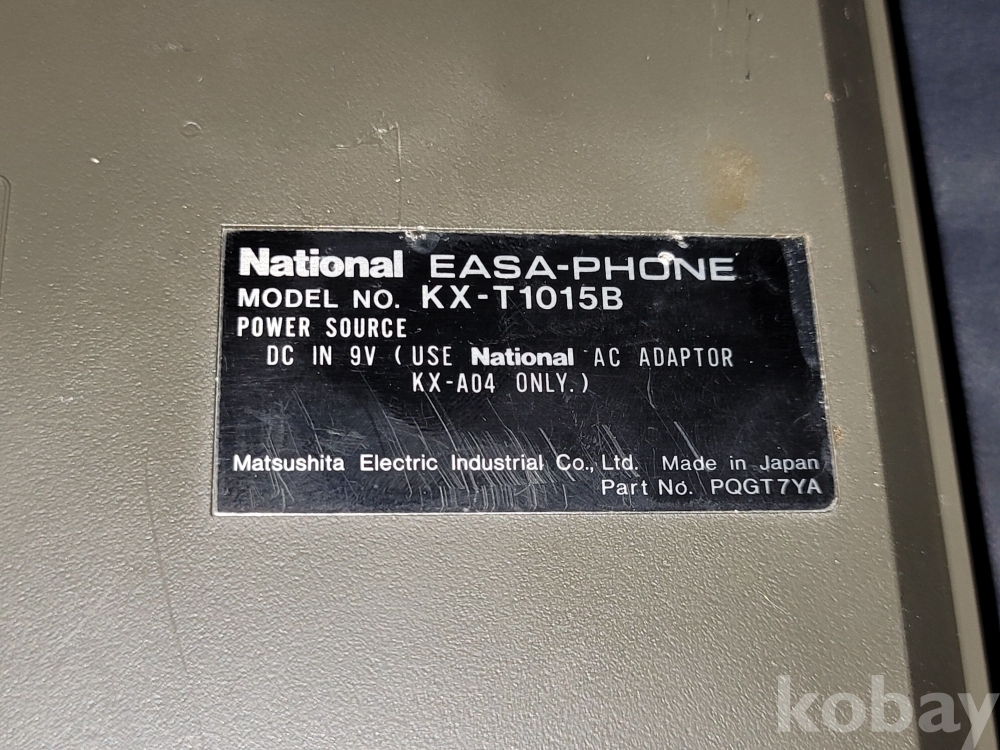 National EASA-PHONE
MODEL NO. KX-T1015B
POWER SOURCE
DC IN 9V ( USE National AC ADAPTOR
KX-A04 ONLY.)
Matsushita Electric Industrial Co., Ltd. Made in Japan
Part No. PQGT7YA
kobay